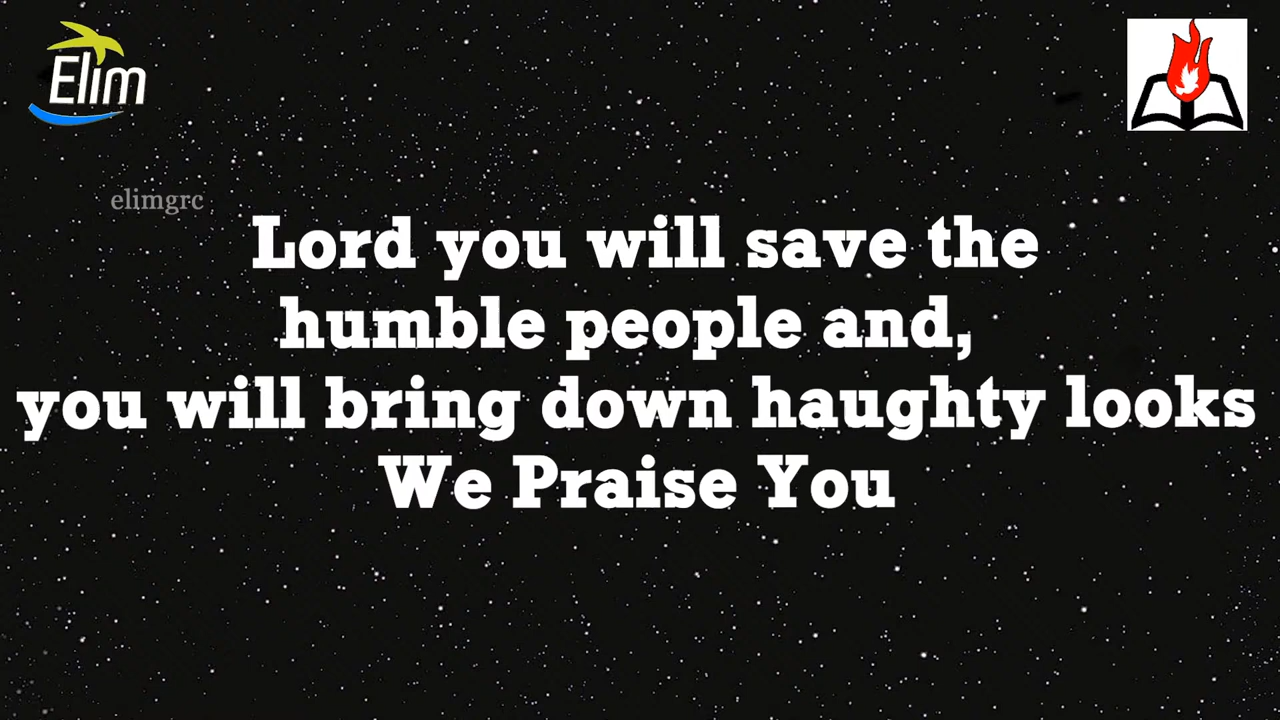 Elim
elimgrc
Lord you will save the
humble people and,
you will bring down haughty looks
We Praise You